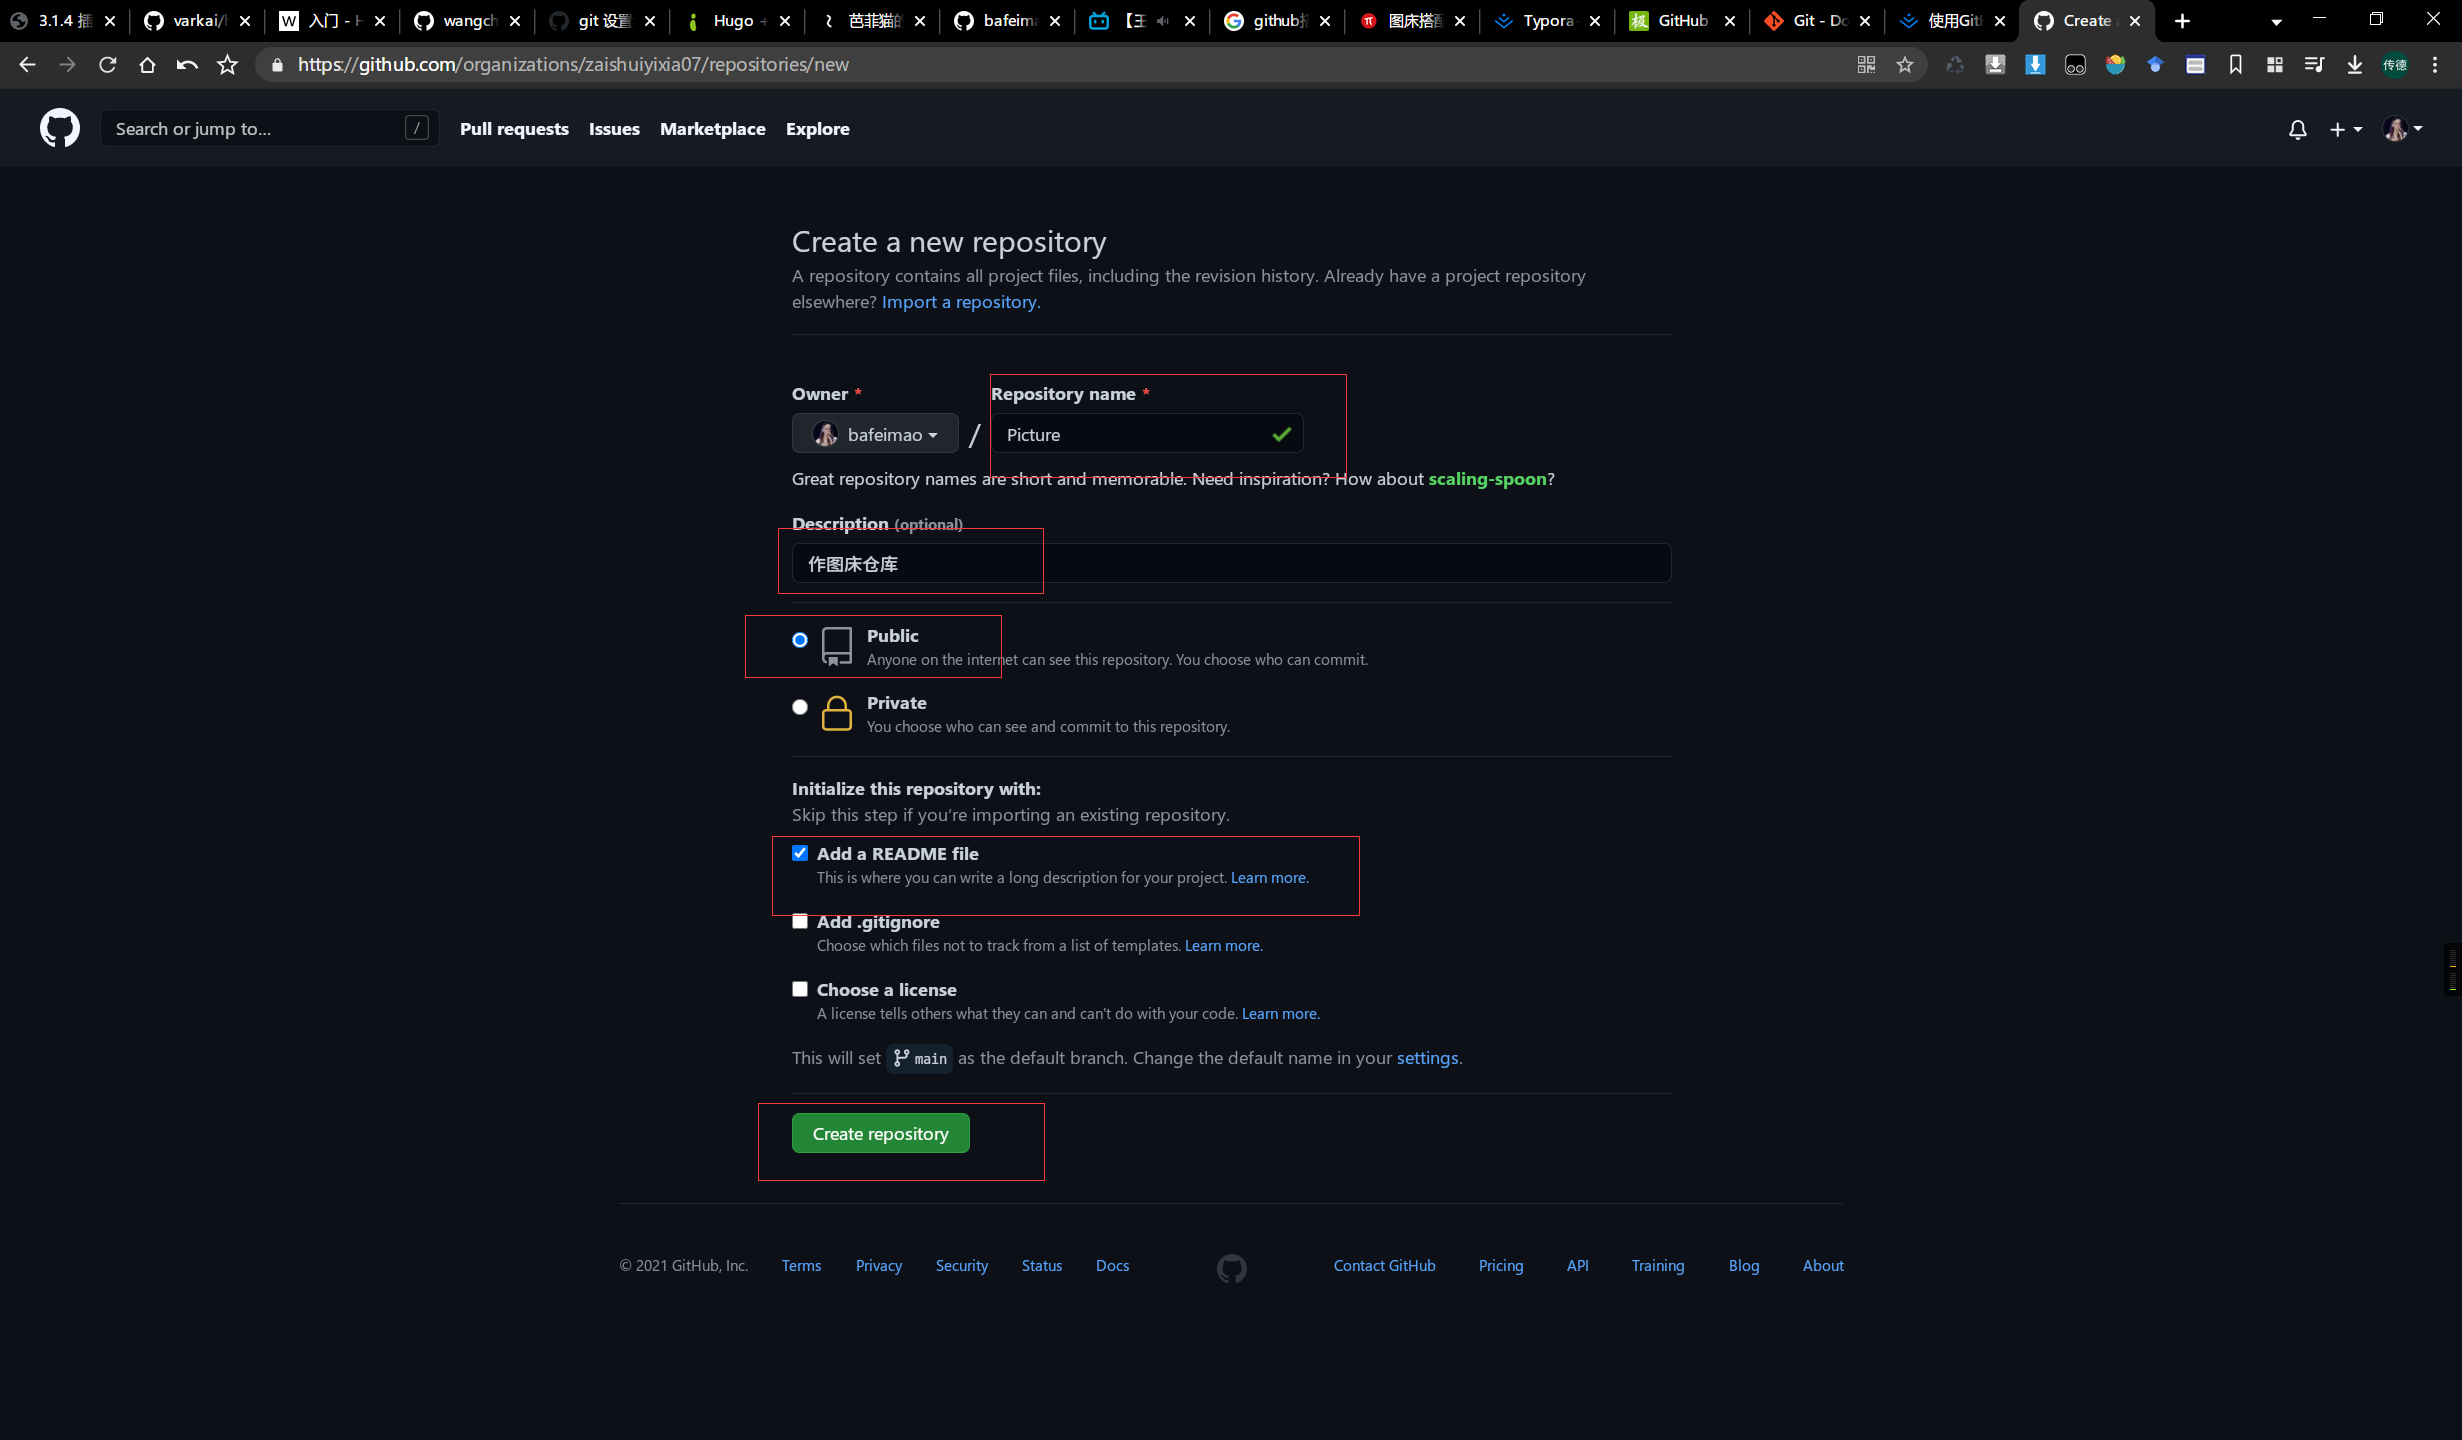 3.1.4 插
varkai/
入门 - H
wangch
git 设置
Hugo +
芭菲猫的
bafeima
【王
github搭
图床搭配
Typora
GitHub
Git - Do
使用Git
Create a
https://github.com/organizations/zaishuiyixia07/repositories/new
传德
Search or jump to...
/
Pull requests
Issues
Marketplace
Explore
Create a new repository
A repository contains all project files, including the revision history. Already have a project repository
elsewhere? Import a repository.
Owner *
Repository name *
bafeimao
/
Picture
Great repository names are short and memorable. Need inspiration? How about scaling-spoon?
Description (optional)
作图床仓库
Public
Anyone on the internet can see this repository. You choose who can commit.
Private
You choose who can see and commit to this repository.
Initialize this repository with:
Skip this step if you’re importing an existing repository.
Add a README file
This is where you can write a long description for your project. Learn more.
Add .gitignore
Choose which files not to track from a list of templates. Learn more.
Choose a license
A license tells others what they can and can't do with your code. Learn more.
This will set main as the default branch. Change the default name in your settings.
Create repository
© 2021 GitHub, Inc.
Terms
Privacy
Security
Status
Docs
Contact GitHub
Pricing
API
Training
Blog
About